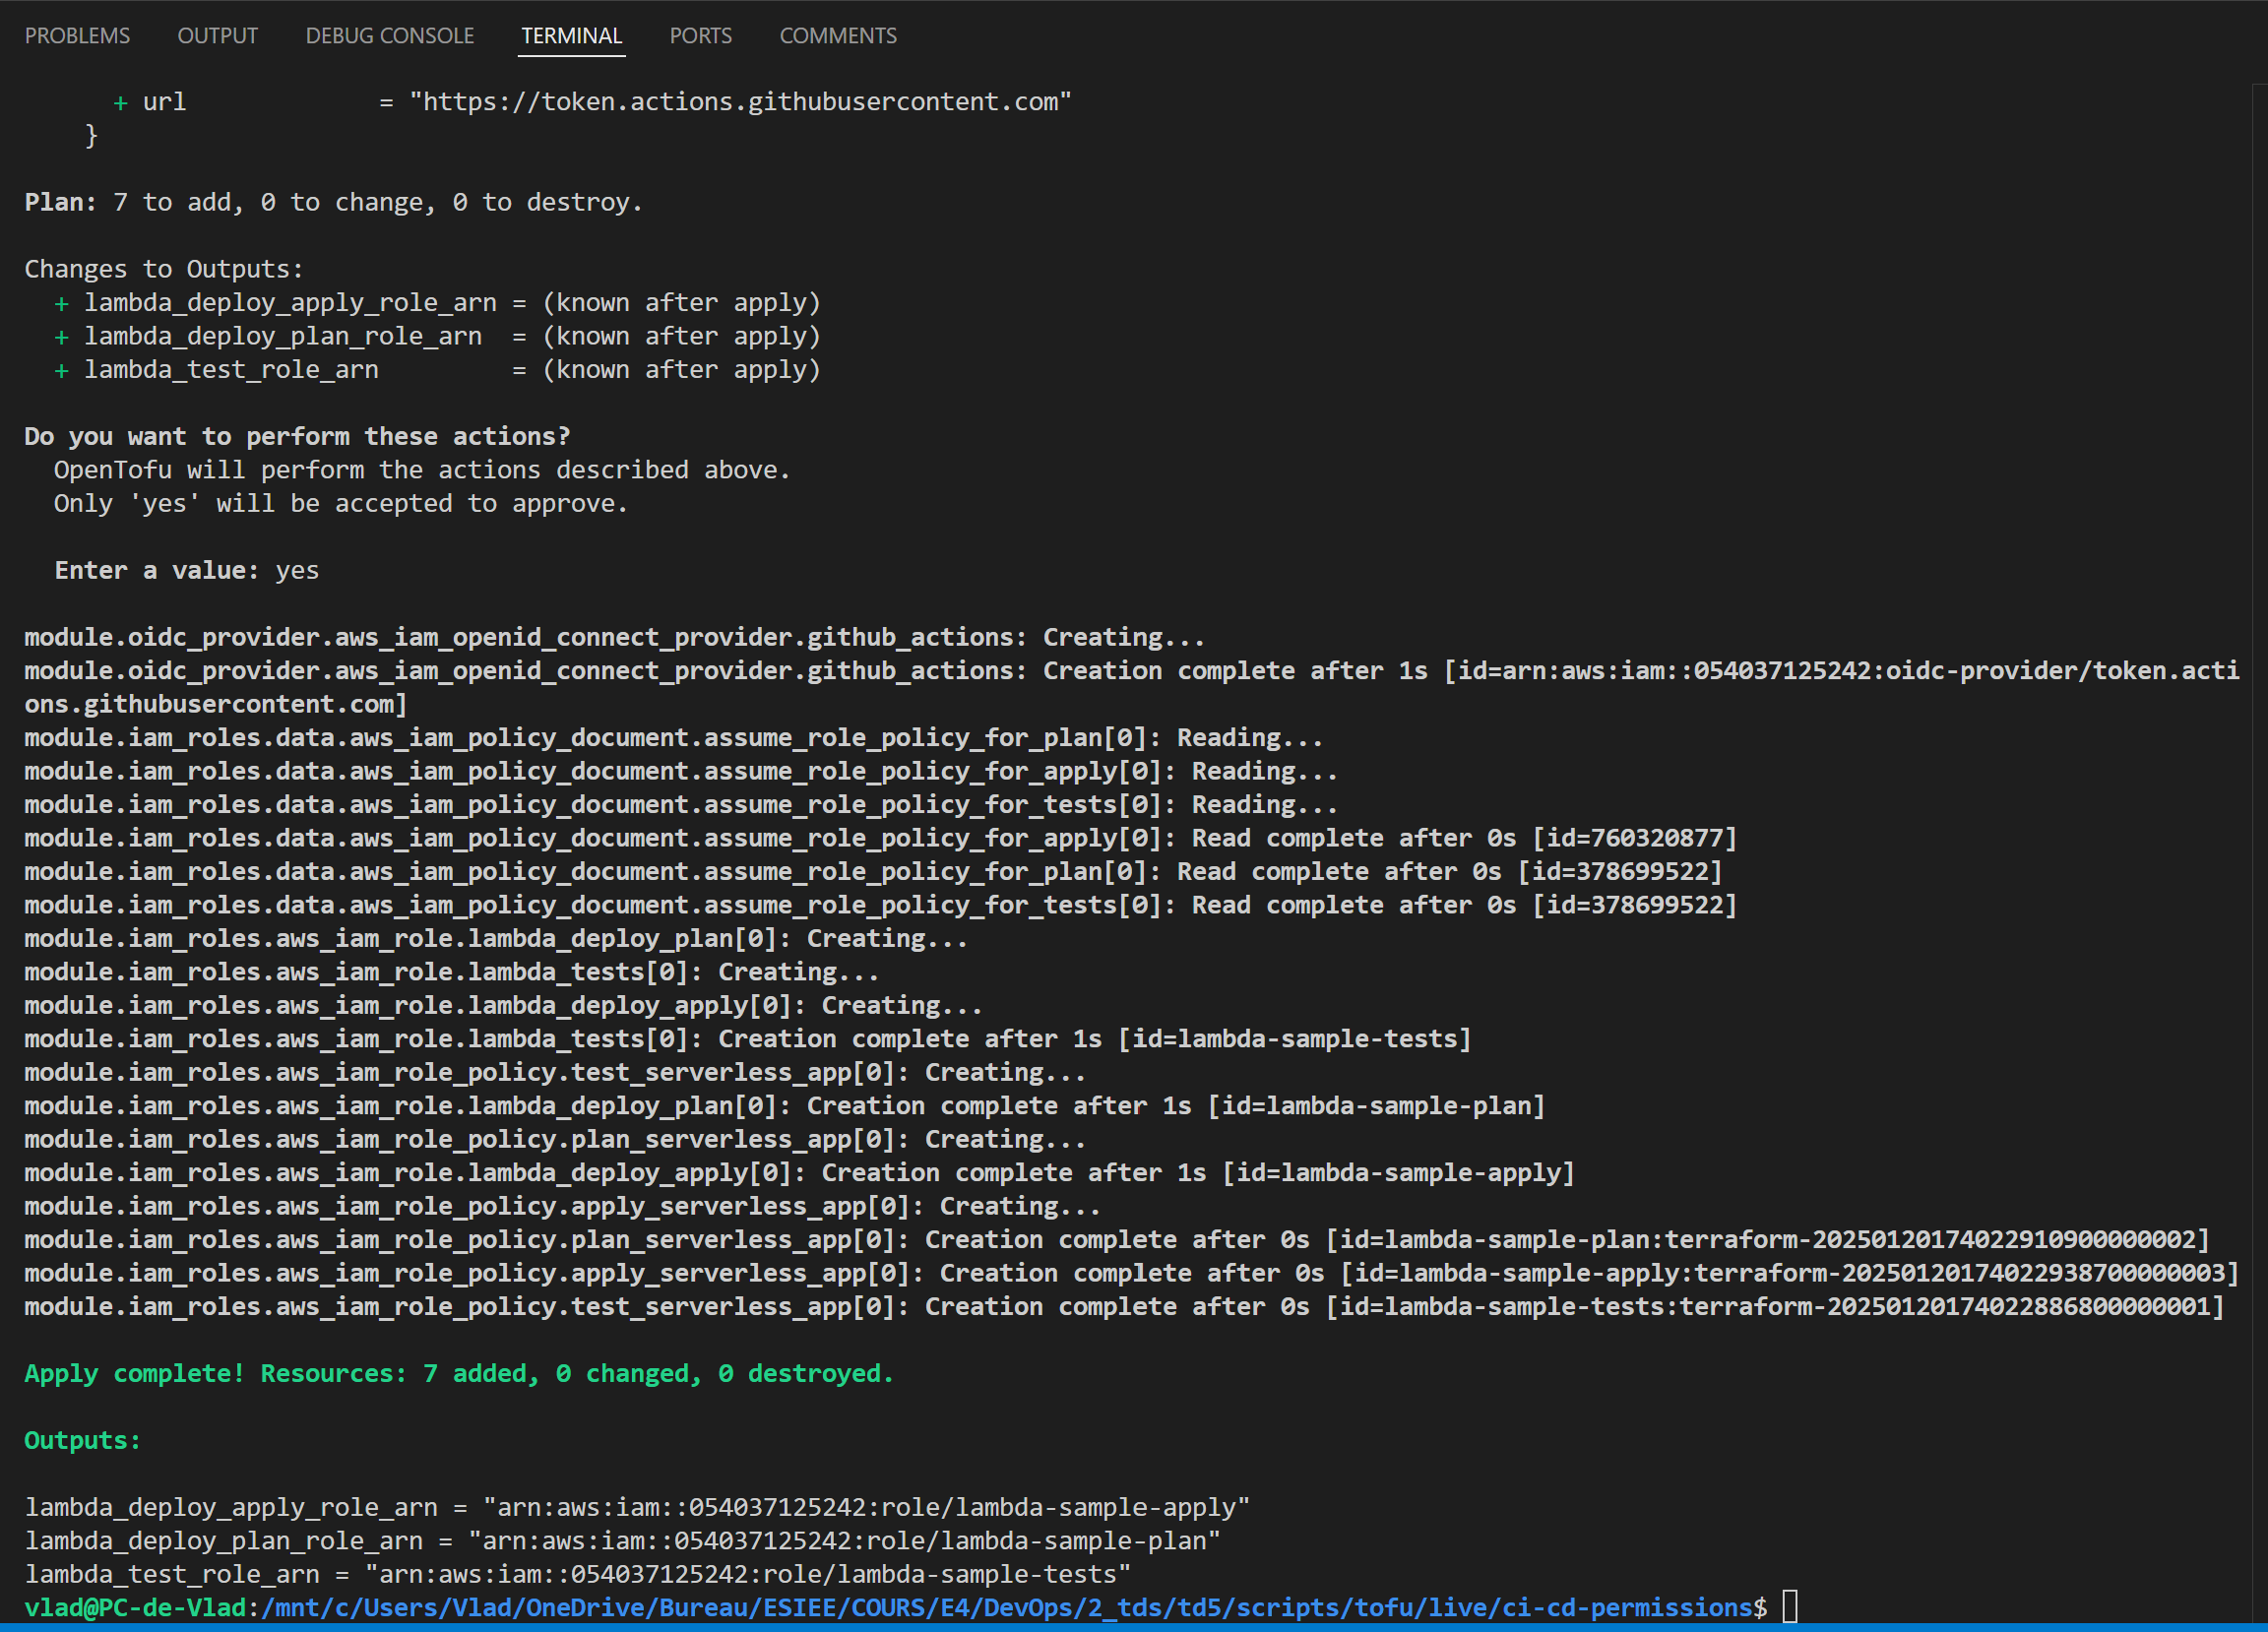 PROBLEMS OUTPUT DEBUG CONSOLE TERMINAL PORTS COMMENTS
+ url = "https://token.actions.githubusercontent.com"
}
Plan: 7 to add, 0 to change, 0 to destroy.
Changes to Outputs:
+ lambda_deploy_apply_role_arn = (known after apply)
+ lambda_deploy_plan_role_arn = (known after apply)
+ lambda_test_role_arn = (known after apply)
Do you want to perform these actions?
OpenTofu will perform the actions described above.
Only 'yes' will be accepted to approve.
Enter a value: yes
module.oidc_provider.aws_iam_openid_connect_provider.github_actions: Creating...
module.oidc_provider.aws_iam_openid_connect_provider.github_actions: Creation complete after 1s [id=arn:aws:iam::054037125242:oidc-provider/token.acti
ons.githubusercontent.com]
module.iam_roles.data.aws_iam_policy_document.assume_role_policy_for_plan[0]: Reading...
module.iam_roles.data.aws_iam_policy_document.assume_role_policy_for_apply[0]: Reading...
module.iam_roles.data.aws_iam_policy_document.assume_role_policy_for_tests[0]: Reading...
module.iam_roles.data.aws_iam_policy_document.assume_role_policy_for_apply[0]: Read complete after 0s [id=760320877]
module.iam_roles.data.aws_iam_policy_document.assume_role_policy_for_plan[0]: Read complete after 0s [id=378699522]
module.iam_roles.data.aws_iam_policy_document.assume_role_policy_for_tests[0]: Read complete after 0s [id=378699522]
module.iam_roles.aws_iam_role.lambda_deploy_plan[0]: Creating...
module.iam_roles.aws_iam_role.lambda_tests[0]: Creating...
module.iam_roles.aws_iam_role.lambda_deploy_apply[0]: Creating...
module.iam_roles.aws_iam_role.lambda_tests[0]: Creation complete after 1s [id=lambda-sample-tests]
module.iam_roles.aws_iam_role_policy.test_serverless_app[0]: Creating...
module.iam_roles.aws_iam_role.lambda_deploy_plan[0]: Creation complete after 1s [id=lambda-sample-plan]
module.iam_roles.aws_iam_role_policy.plan_serverless_app[0]: Creating...
module.iam_roles.aws_iam_role.lambda_deploy_apply[0]: Creation complete after 1s [id=lambda-sample-apply]
module.iam_roles.aws_iam_role_policy.apply_serverless_app[0]: Creating...
module.iam_roles.aws_iam_role_policy.plan_serverless_app[0]: Creation complete after 0s [id=lambda-sample-plan:terraform-20250120174022910900000002]
module.iam_roles.aws_iam_role_policy.apply_serverless_app[0]: Creation complete after 0s [id=lambda-sample-apply:terraform-20250120174022938700000003]
module.iam_roles.aws_iam_role_policy.test_serverless_app[0]: Creation complete after 0s [id=lambda-sample-tests:terraform-20250120174022886800000001]
Apply complete! Resources: 7 added, 0 changed, 0 destroyed.
Outputs:
lambda_deploy_apply_role_arn = "arn:aws:iam::054037125242:role/lambda-sample-apply"
lambda_deploy_plan_role_arn = "arn:aws:iam::054037125242:role/lambda-sample-plan"
lambda_test_role_arn = "arn:aws:iam::054037125242:role/lambda-sample-tests"
vlad@PC-de-Vlad:/mnt/c/Users/Vlad/OneDrive/Bureau/ESIEE/COURS/E4/DevOps/2_tds/td5/scripts/tofu/live/ci-cd-permissions$